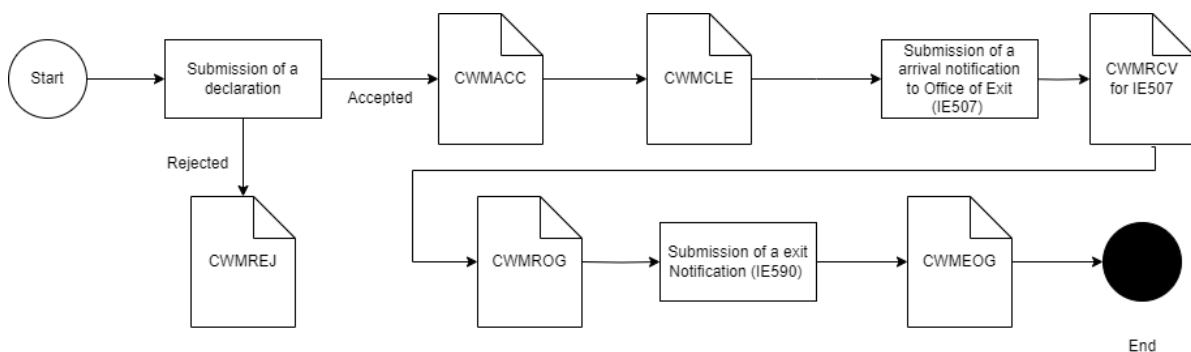 Start
Submission of a
declaration
Accepted
CWMACC
CWMCLE
Submission of a
arrival notification
to Office of Exit
(IE507)
CWMRCV
for IE507
Rejected
CWMREJ
CWMROG
Submission of a exit
Notification (IE590)
CWMEOG
End